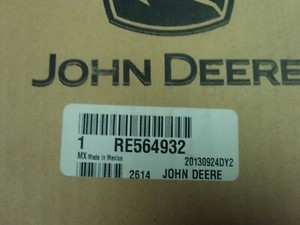 JOHN DEERE
1 RE564932
MX Made in Mexico 20130924DY2
2614 JOHN DEERE